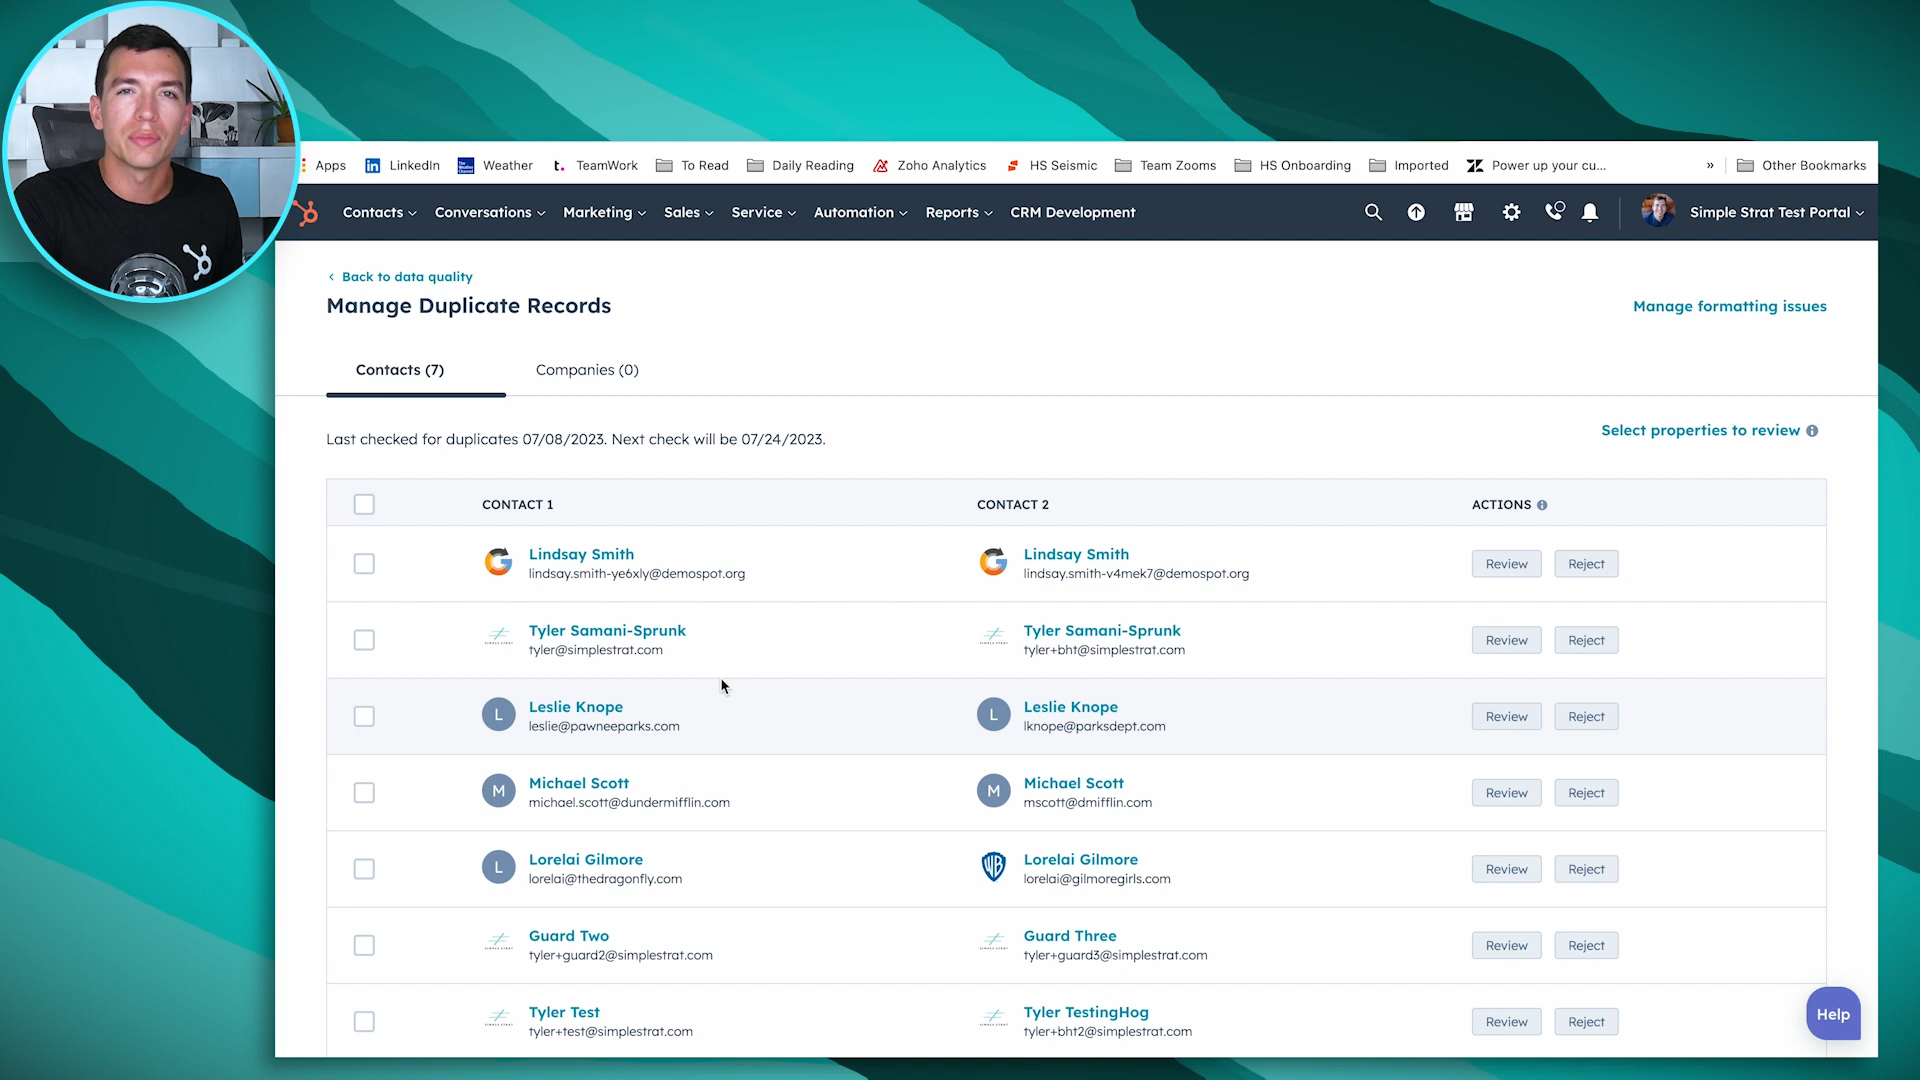 Apps LinkedIn Weather TeamWork To Read Daily Reading Zoho Analytics HS Seismic Team Zooms HS Onboarding Imported Power up your cu... » Other Bookmarks
Contacts Conversations Marketing Sales Service Automation Reports CRM Development Simple Strat Test Portal
Back to data quality
Manage Duplicate Records
Manage formatting issues
Contacts (7) Companies (0)
Select properties to review
Last checked for duplicates 07/08/2023. Next check will be 07/24/2023.
CONTACT 1 CONTACT 2 ACTIONS
Lindsay Smith Lindsay Smith
Review Reject
lindsay.smith-ye6xly@demospot.org lindsay.smith-v4mek7@demospot.org
Tyler Samani-Sprunk Tyler Samani-Sprunk
Review Reject
tyler@simplestrat.com tyler+bht@simplestrat.com
L Leslie Knope L Leslie Knope
Review Reject
leslie@pawneeparks.com lknope@parksdept.com
M Michael Scott M Michael Scott
Review Reject
michael.scott@dundermifflin.com mscott@dmifflin.com
L Lorelai Gilmore WB Lorelai Gilmore
Review Reject
lorelai@thedragonfly.com lorelai@gilmoregirls.com
Guard Two Guard Three
Review Reject
tyler+guard2@simplestrat.com tyler+guard3@simplestrat.com
Tyler Test Tyler TestingHog
Review Reject
tyler+test@simplestrat.com tyler+bht2@simplestrat.com
Help